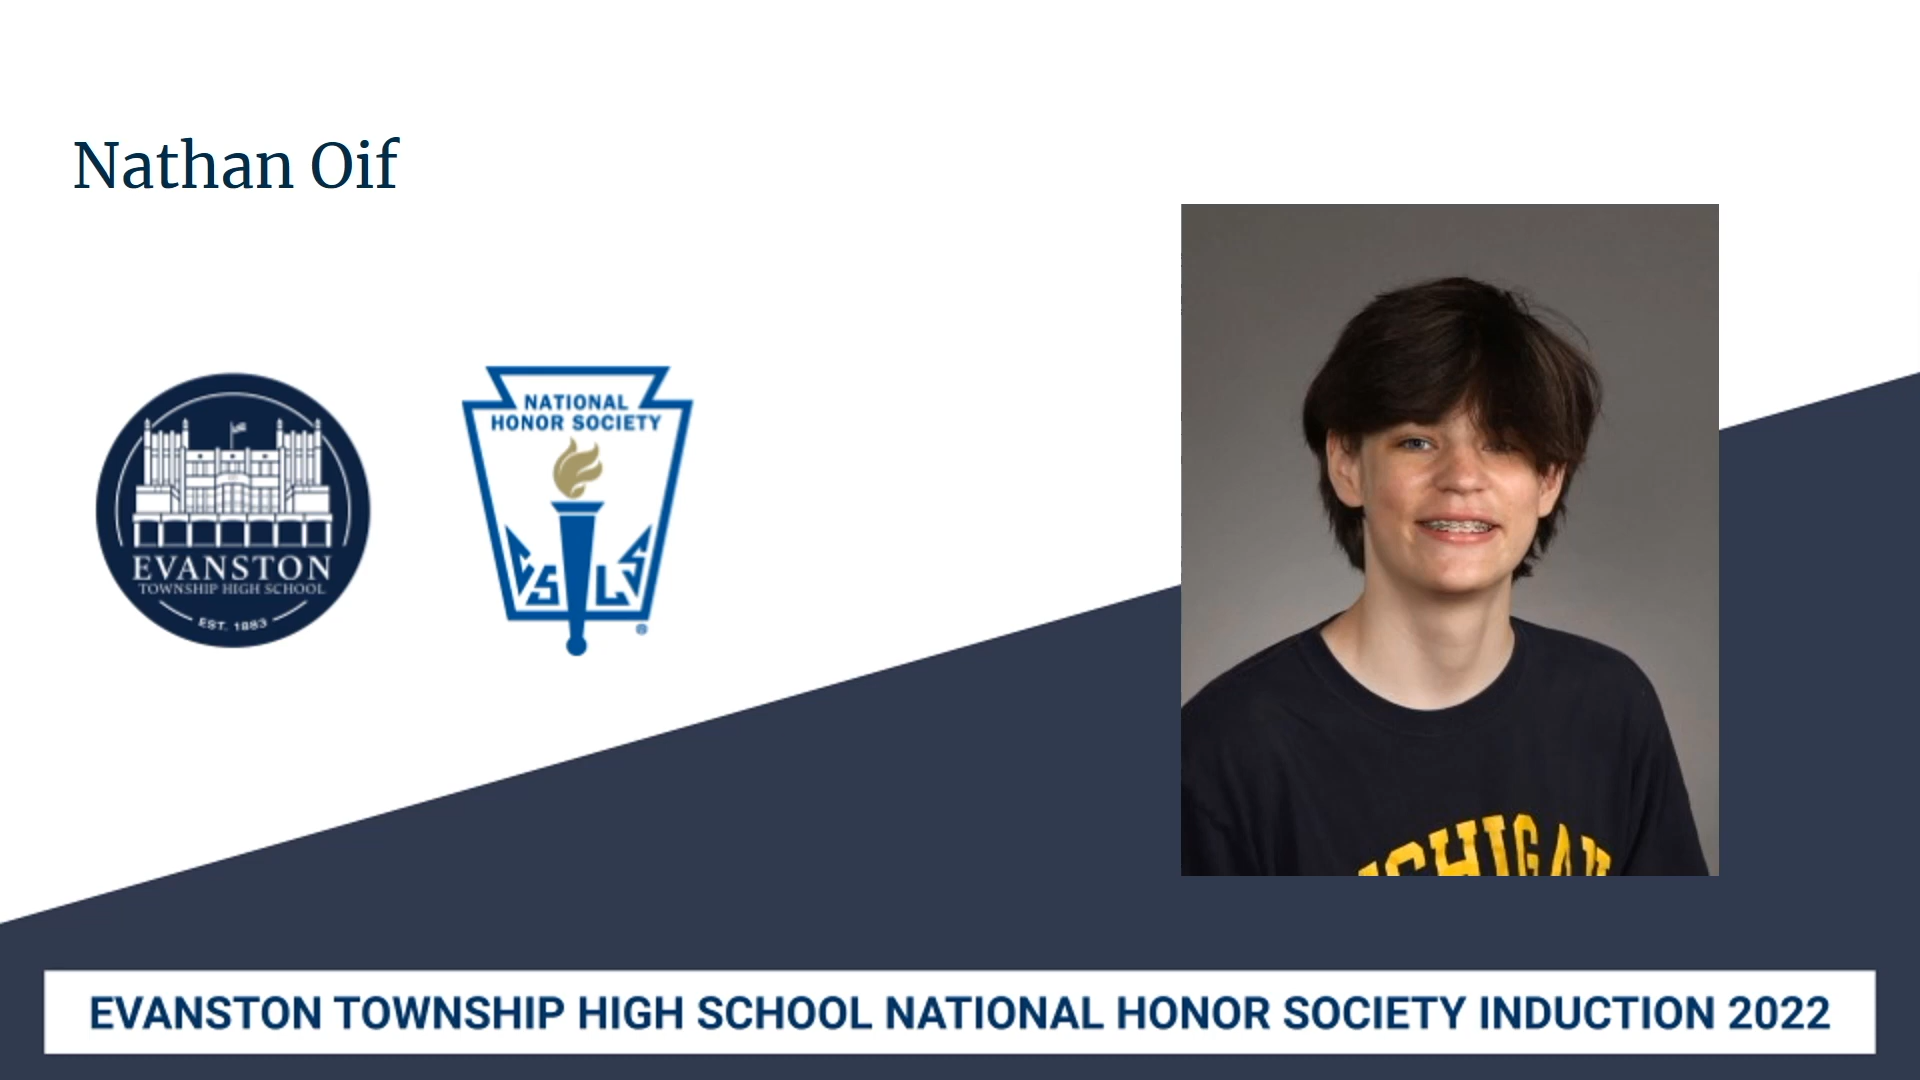 Nathan Oif
EVANSTON
TOWNSHIP HIGH SCHOOL
EST. 1883
NATIONAL
HONOR SOCIETY
C S L S
®
MICHIGAN
EVANSTON TOWNSHIP HIGH SCHOOL NATIONAL HONOR SOCIETY INDUCTION 2022